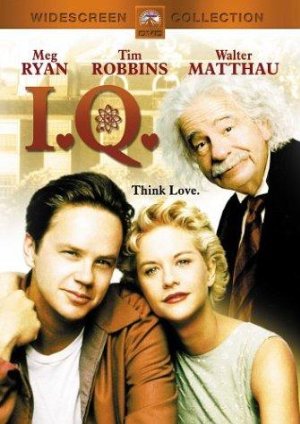 WIDESCREEN COLLECTION
Meg Tim Walter
RYAN ROBBINS MATTHAU
I.Q.
Think Love.